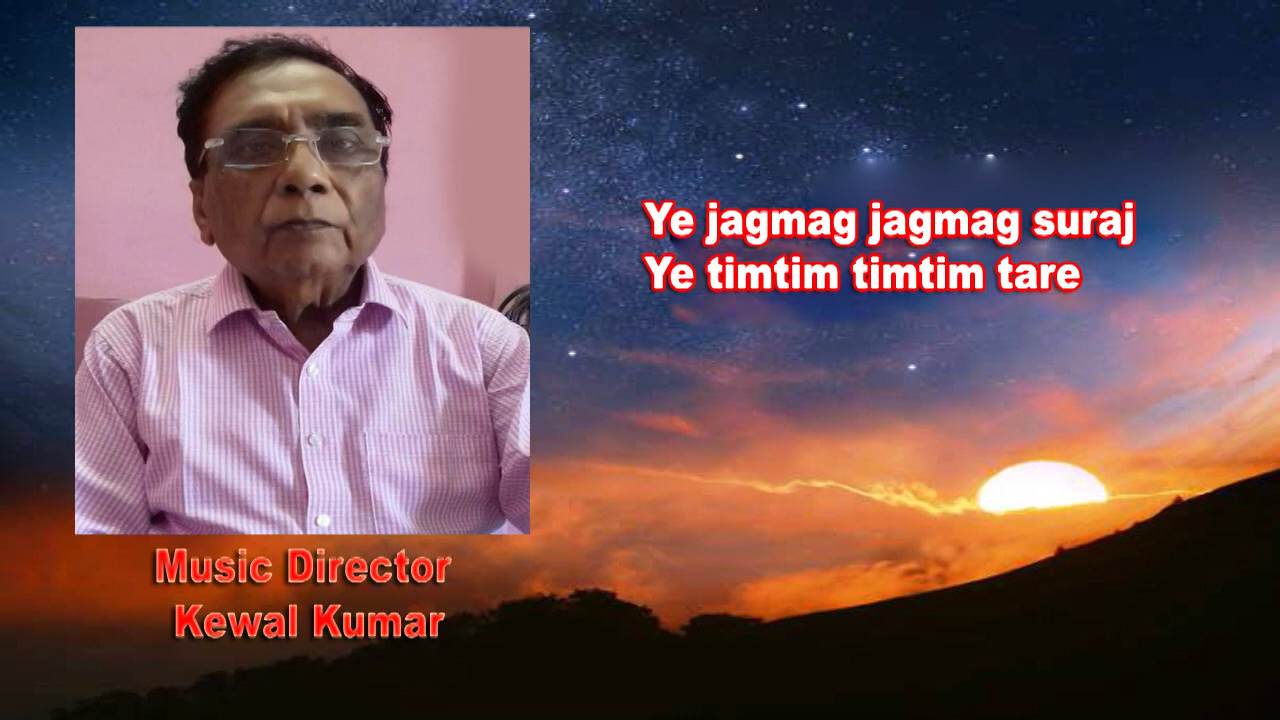 Ye jagmag jagmag suraj
Ye timtim timtim tare
Music Director
Kewal Kumar